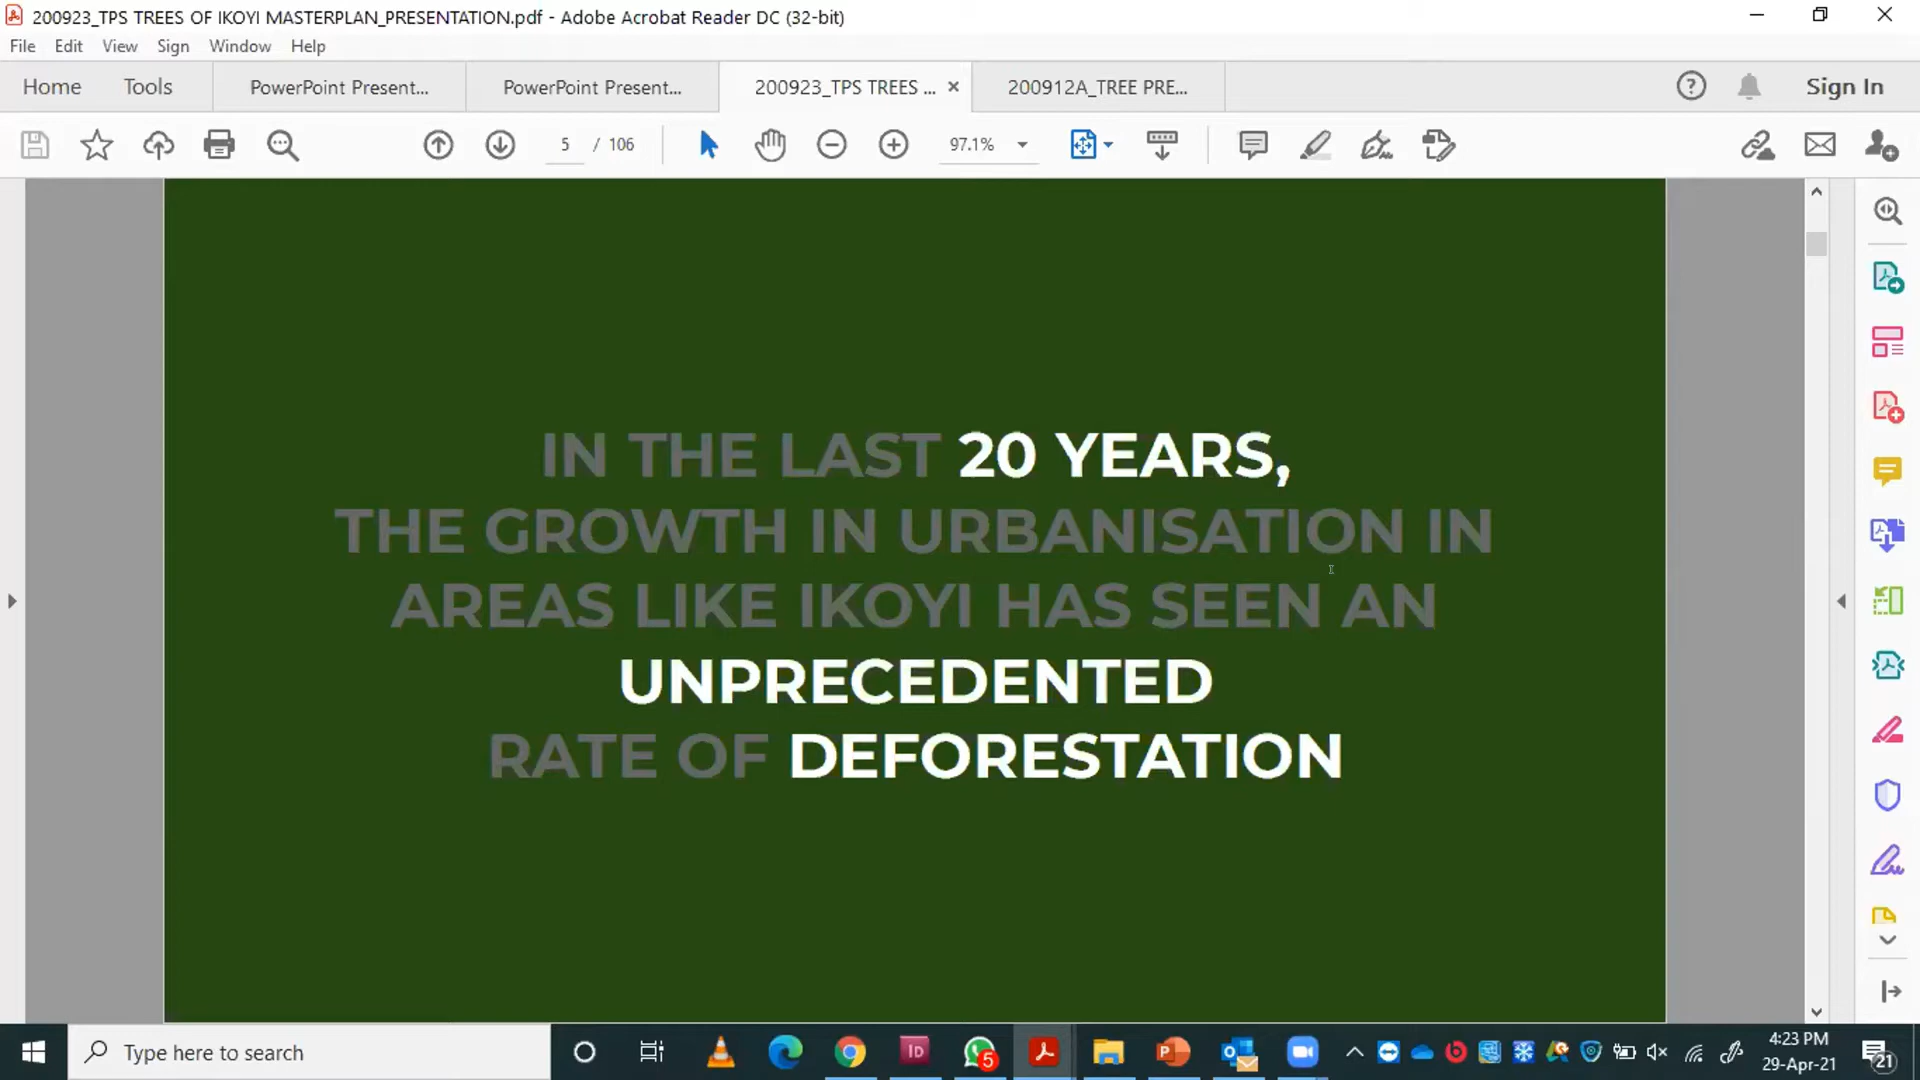 200923_TPS TREES OF IKOYI MASTERPLAN_PRESENTATION.pdf - Adobe Acrobat Reader DC (32-bit)
File Edit View Sign Window Help
Home Tools PowerPoint Present... PowerPoint Present... 200923_TPS TREES ... × 200912A_TREE PRE... Sign In
5 / 106 97.1%
IN THE LAST 20 YEARS,
THE GROWTH IN URBANISATION IN
AREAS LIKE IKOYI HAS SEEN AN
UNPRECEDENTED
RATE OF DEFORESTATION
Type here to search
ID
5
4:23 PM
29-Apr-21
21